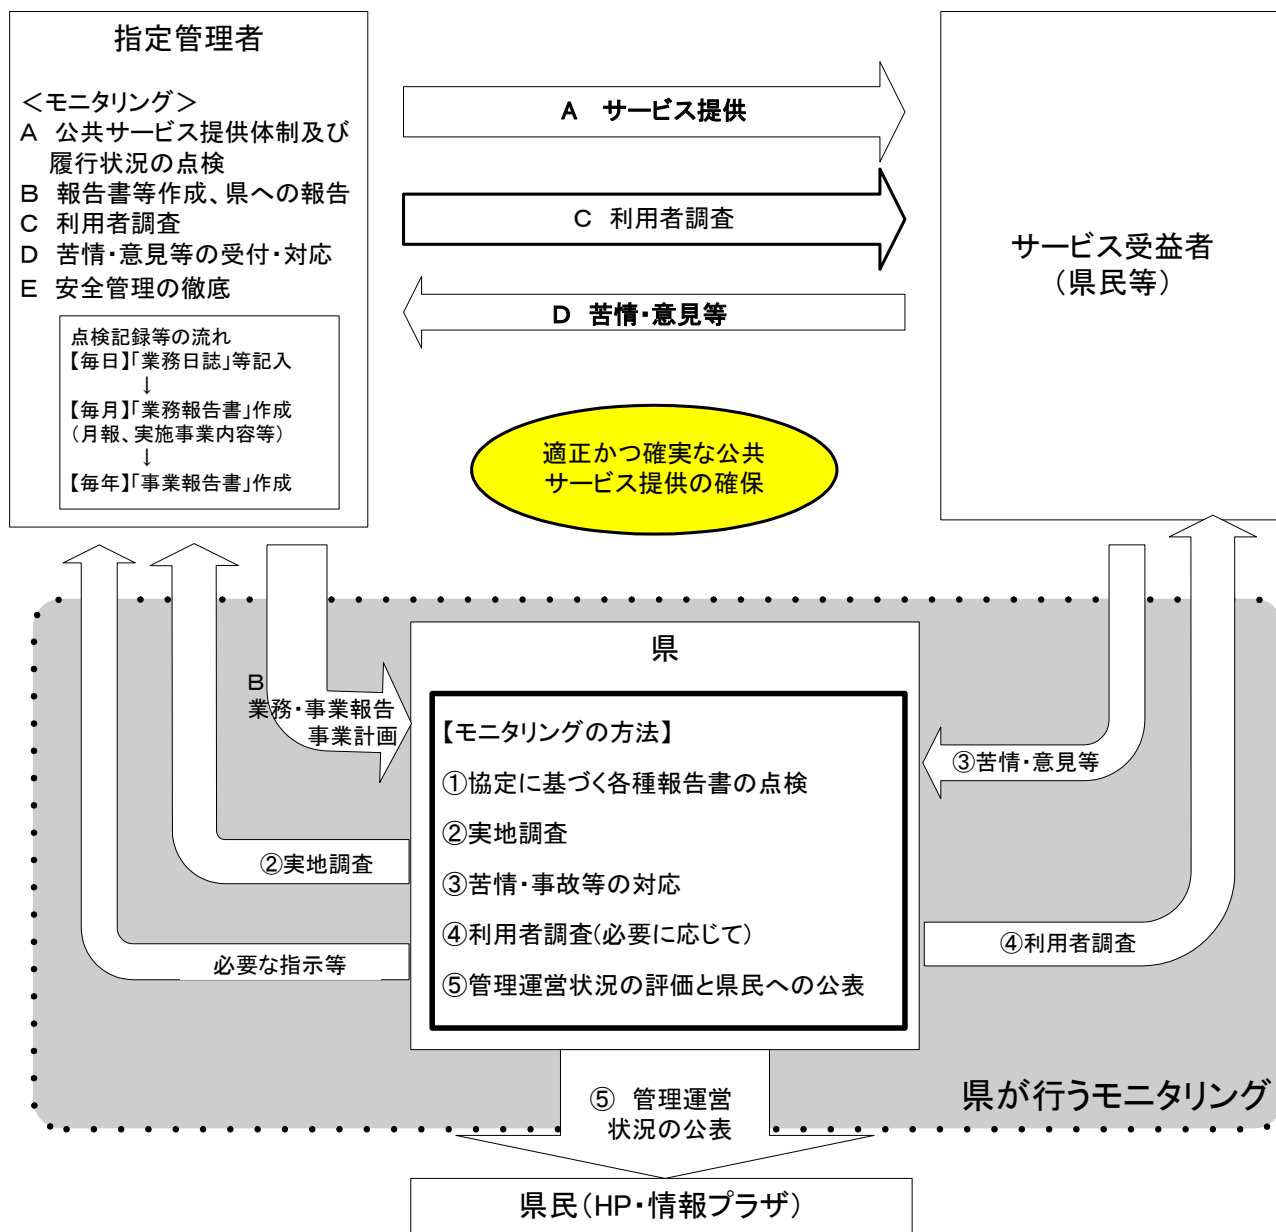 指定管理者
＜モニタリング＞
A 公共サービス提供体制及び
履行状況の点検
B 報告書等作成、県への報告
C 利用者調査
D 苦情・意見等の受付・対応
E 安全管理の徹底
点検記録等の流れ
【毎日】「業務日誌」等記入
↓
【毎月】「業務報告書」作成
（月報、実施事業内容等）
↓
【毎年】「事業報告書」作成
A サービス提供
C 利用者調査
D 苦情・意見等
サービス受益者
（県民等）
適正かつ確実な公共
サービス提供の確保
B
業務・事業報告
事業計画
②実地調査
必要な指示等
県
【モニタリングの方法】
①協定に基づく各種報告書の点検
②実地調査
③苦情・事故等の対応
④利用者調査(必要に応じて)
⑤管理運営状況の評価と県民への公表
③苦情・意見等
④利用者調査
県が行うモニタリング
⑤ 管理運営
状況の公表
県民（HP・情報プラザ）